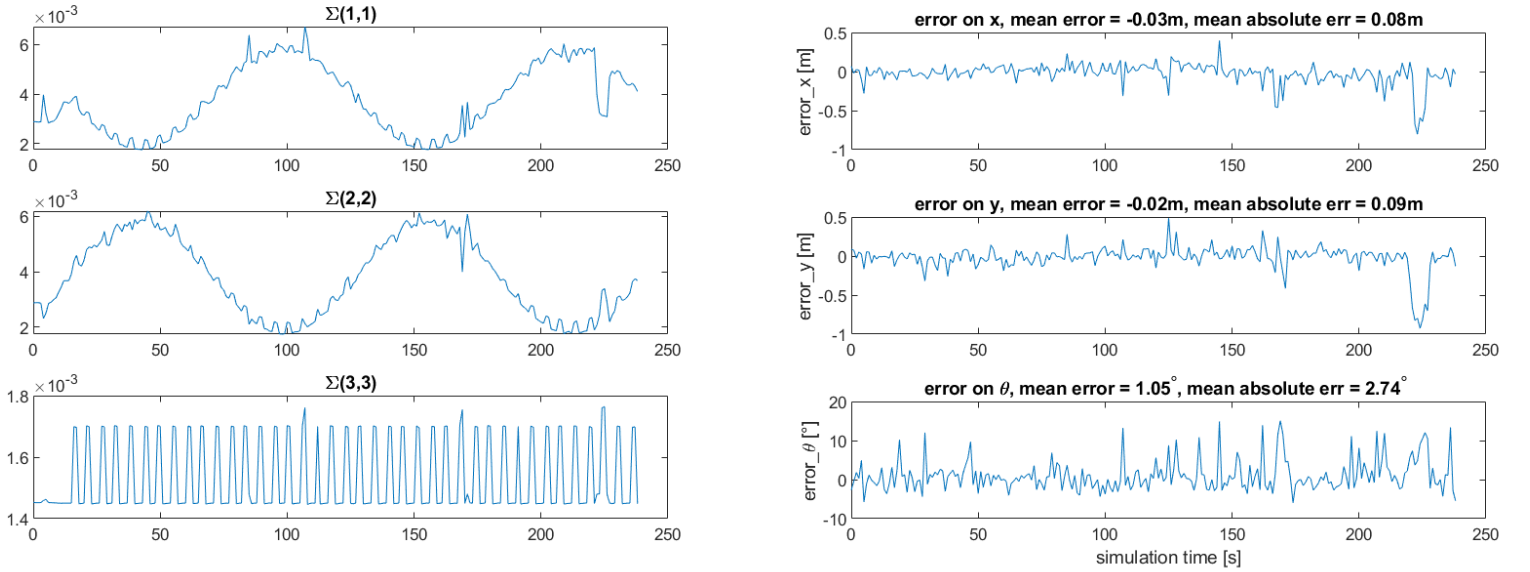 ×10⁻³
Σ(1,1)
6
4
2
0 50 100 150 200 250
×10⁻³
Σ(2,2)
6
4
2
0 50 100 150 200 250
×10⁻³
Σ(3,3)
1.8
1.6
1.4
0 50 100 150 200 250
error on x, mean error = -0.03m, mean absolute err = 0.08m
error_x [m]
0.5
0
-0.5
-1
0 50 100 150 200 250
error on y, mean error = -0.02m, mean absolute err = 0.09m
error_y [m]
0.5
0
-0.5
-1
0 50 100 150 200 250
error on θ, mean error = 1.05°, mean absolute err = 2.74°
error_θ [°]
20
10
0
-10
0 50 100 150 200 250
simulation time [s]